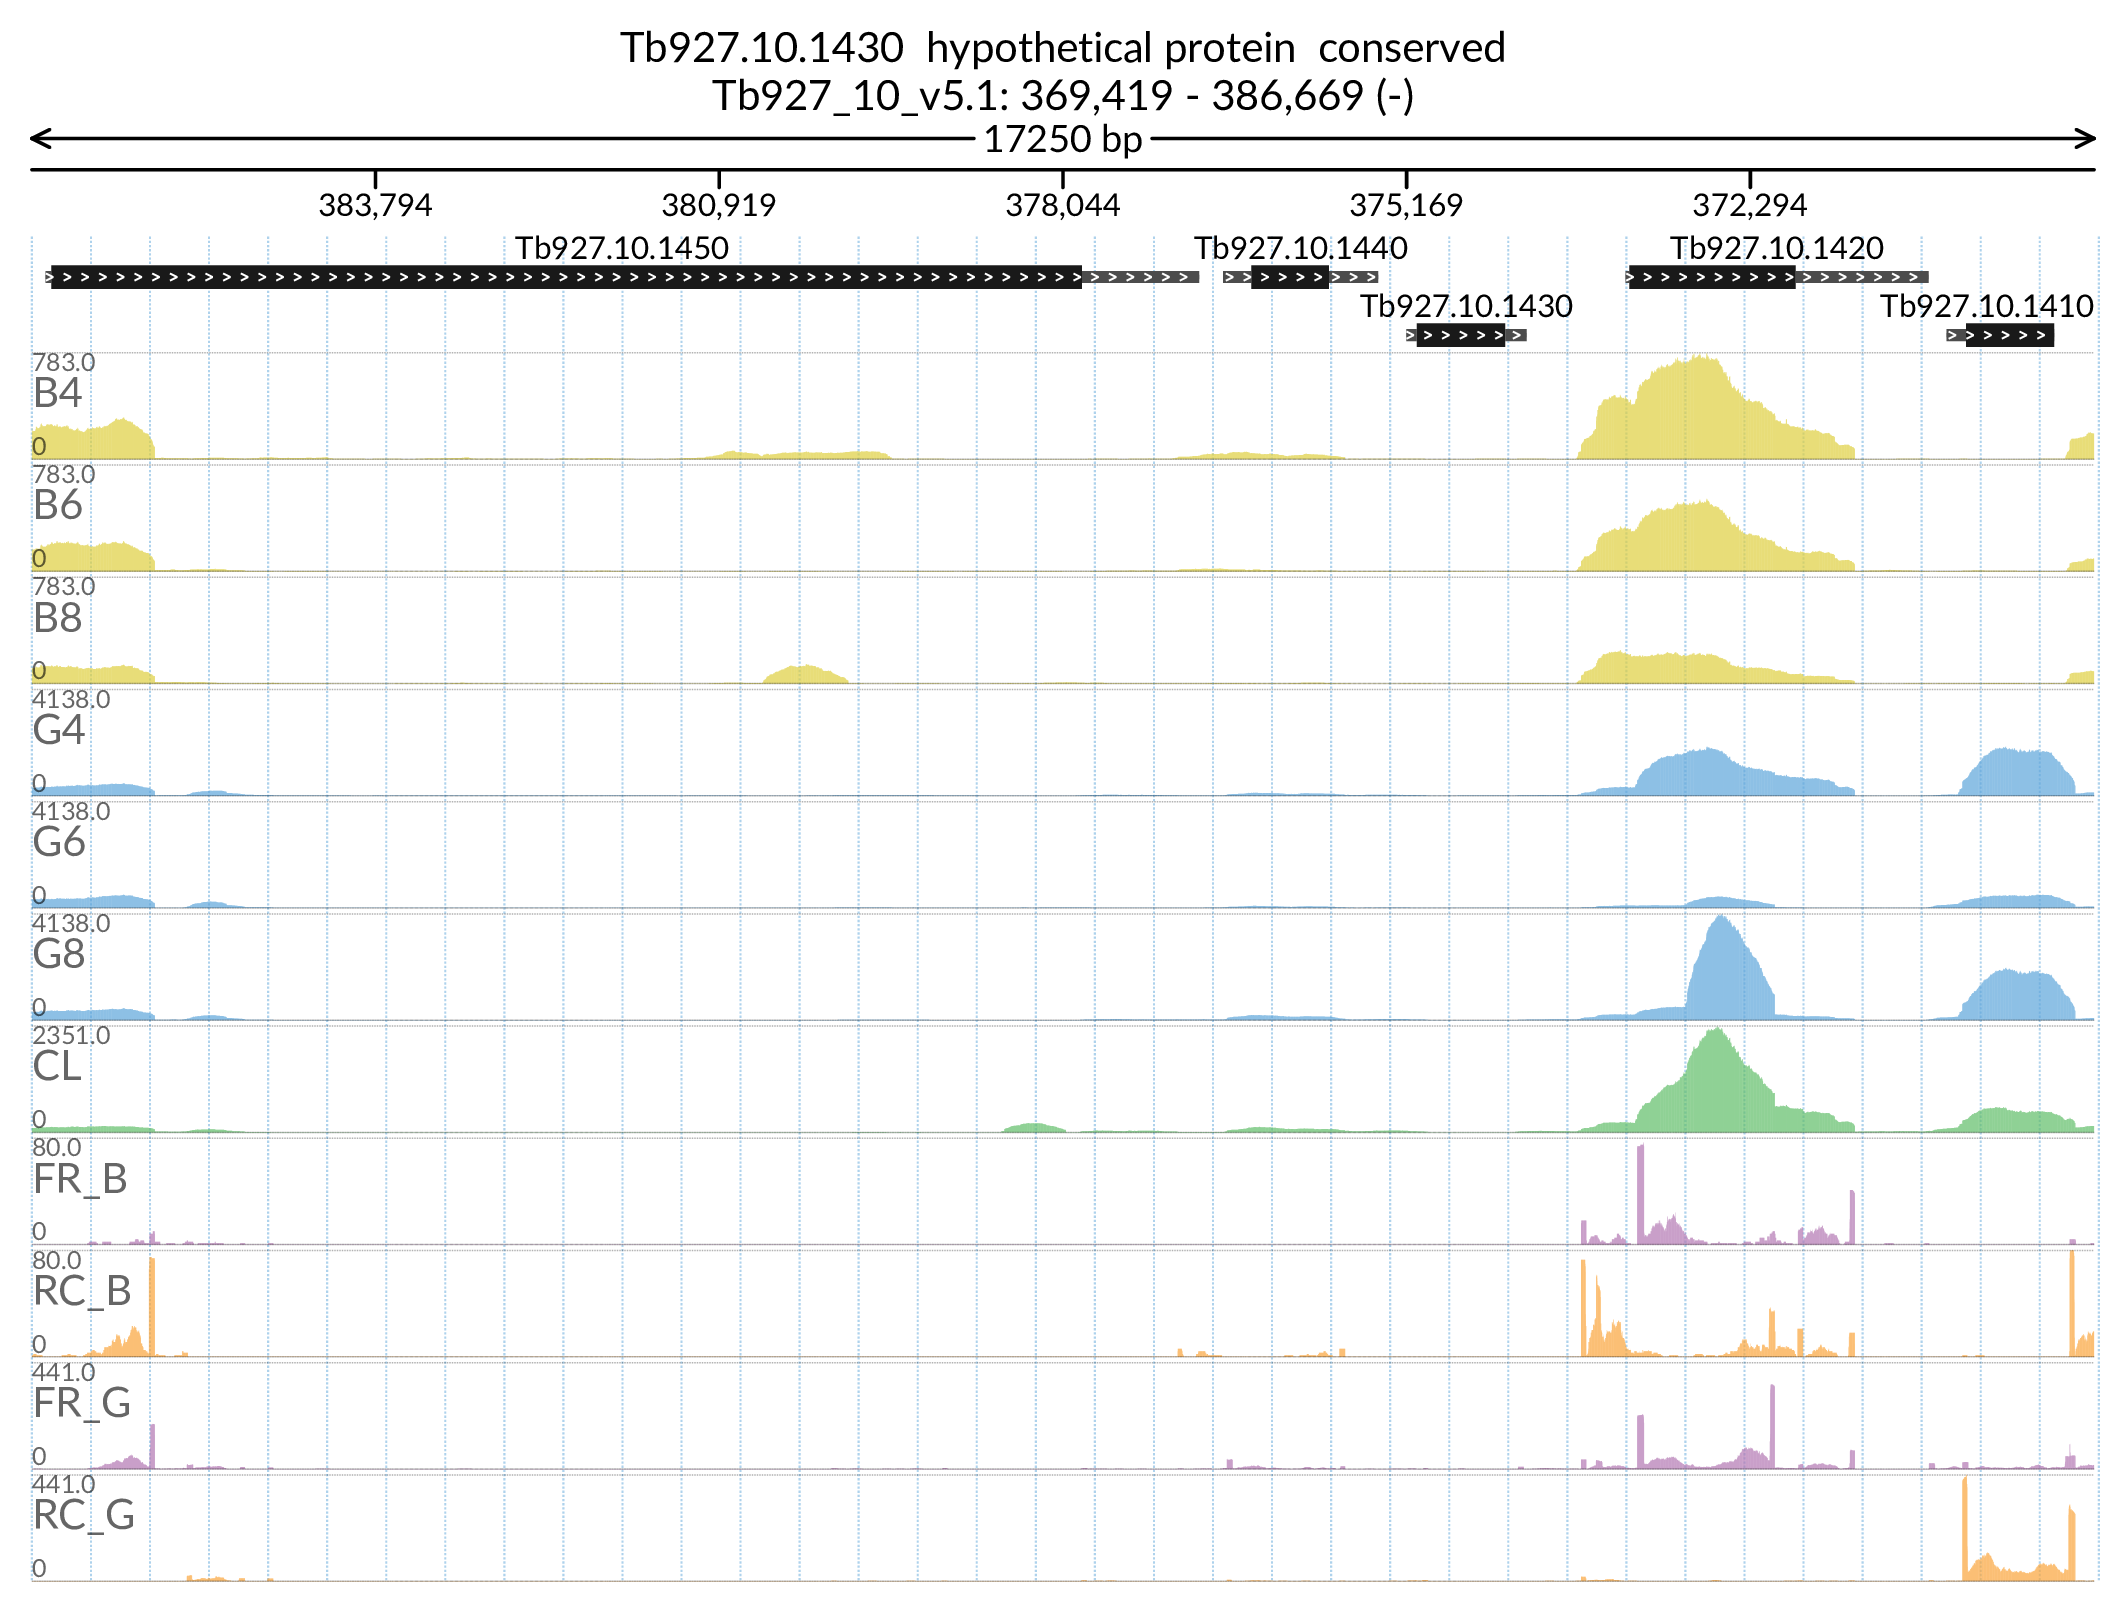 Tb927.10.1430  hypothetical protein  conserved
Tb927_10_v5.1: 369,419 - 386,669 (-)
17250 bp
383,794 380,919 378,044 375,169 372,294
Tb927.10.1450 Tb927.10.1440 Tb927.10.1420
Tb927.10.1430 Tb927.10.1410
783.0
B4
0
783.0
B6
0
783.0
B8
0
4138.0
G4
0
4138.0
G6
0
4138.0
G8
0
2351.0
CL
0
80.0
FR_B
0
80.0
RC_B
0
441.0
FR_G
0
441.0
RC_G
0